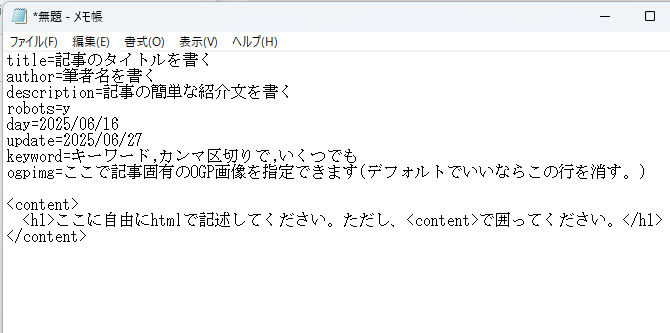 *無題 - メモ帳
ファイル(F) 編集(E) 書式(O) 表示(V) ヘルプ(H)
title=記事のタイトルを書く
author=筆者名を書く
description=記事の簡単な紹介文を書く
robots=y
day=2025/06/16
update=2025/06/27
keyword=キーワード,カンマ区切りで,いくつでも
ogpimg=ここで記事固有のOGP画像を指定できます(デフォルトでいいならこの行を消す。)
<content>
<h1>ここに自由にhtmlで記述してください。ただし、<content>で囲ってください。</h1>
</content>